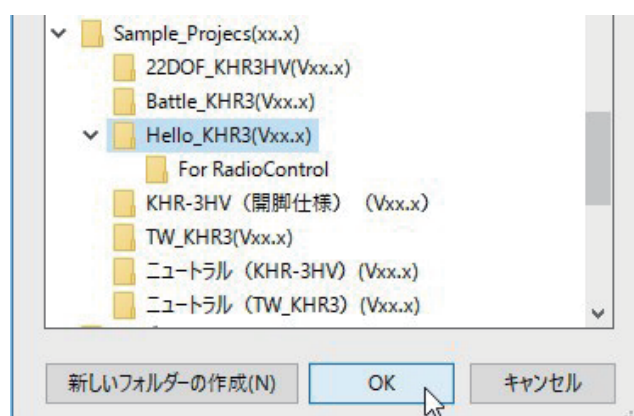 Sample_Projecs(xx.x)
22DOF_KHR3HV(Vxx.x)
Battle_KHR3(Vxx.x)
Hello_KHR3(Vxx.x)
For RadioControl
KHR-3HV（開脚仕様）（Vxx.x）
TW_KHR3(Vxx.x)
ニュートラル（KHR-3HV）(Vxx.x)
ニュートラル（TW_KHR3）(Vxx.x)
新しいフォルダーの作成(N) OK キャンセル